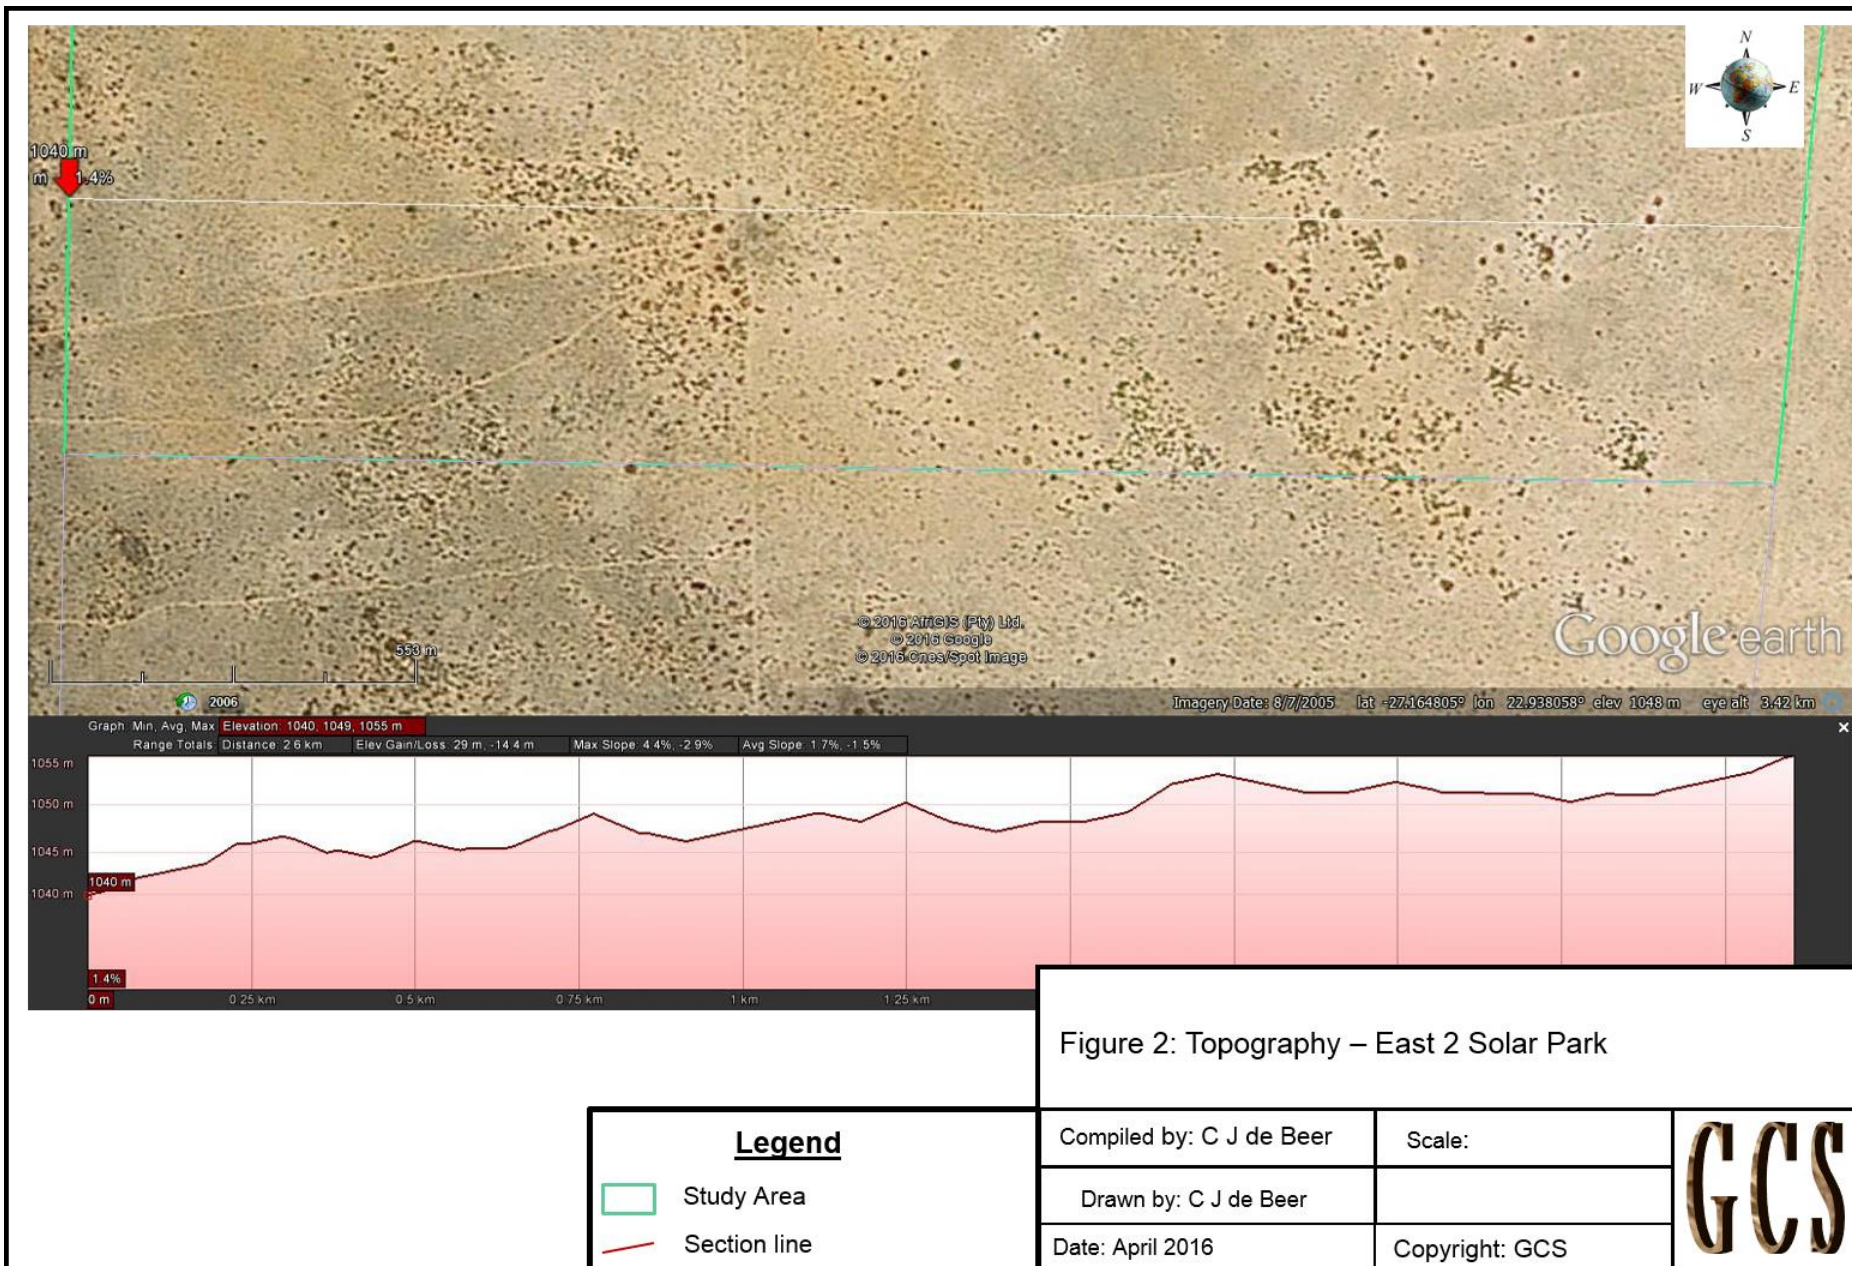 N
W E
S
1040 m
m 1.4%
© 2016 AfriGIS (Pty) Ltd.
© 2016 Google
© 2016 Cnes/Spot Image
Google earth
553 m
2006
Imagery Date: 8/7/2005 lat -27.164805° lon 22.938058° elev 1048 m eye alt 3.42 km
Graph: Min, Avg, Max Elevation: 1040, 1049, 1055 m
Range Totals: Distance: 2.6 km Elev Gain/Loss: 29 m, -14.4 m Max Slope: 4.4%, -2.9% Avg Slope: 1.7%, -1.5%
1055 m
1050 m
1045 m
1040 m
1040 m
1.4%
0 m 0.25 km 0.5 km 0.75 km 1 km 1.25 km
Figure 2: Topography – East 2 Solar Park
Legend
Study Area
Section line
Compiled by: C J de Beer
Scale:
Drawn by: C J de Beer
Date: April 2016
Copyright: GCS
GCS